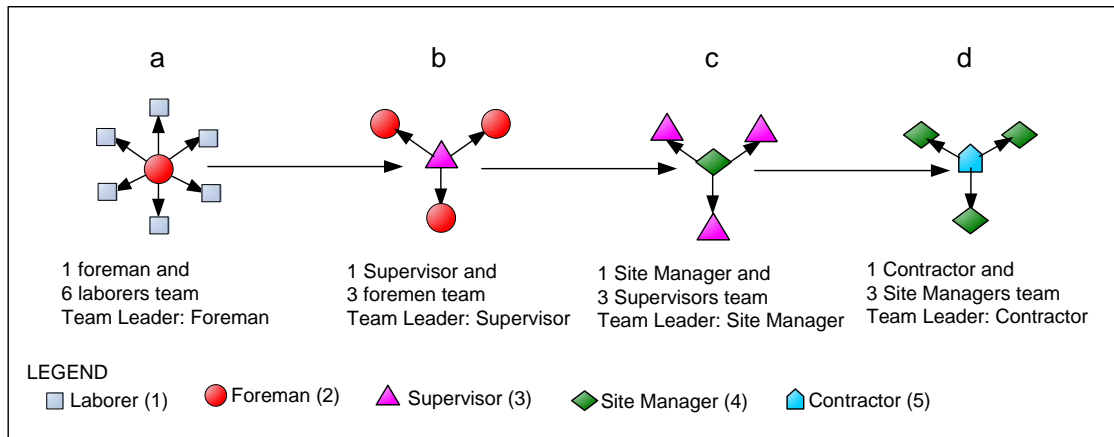 a
b
c
d
1 foreman and
6 laborers team
Team Leader: Foreman
1 Supervisor and
3 foremen team
Team Leader: Supervisor
1 Site Manager and
3 Supervisors team
Team Leader: Site Manager
1 Contractor and
3 Site Managers team
Team Leader: Contractor
LEGEND
Laborer (1)
Foreman (2)
Supervisor (3)
Site Manager (4)
Contractor (5)